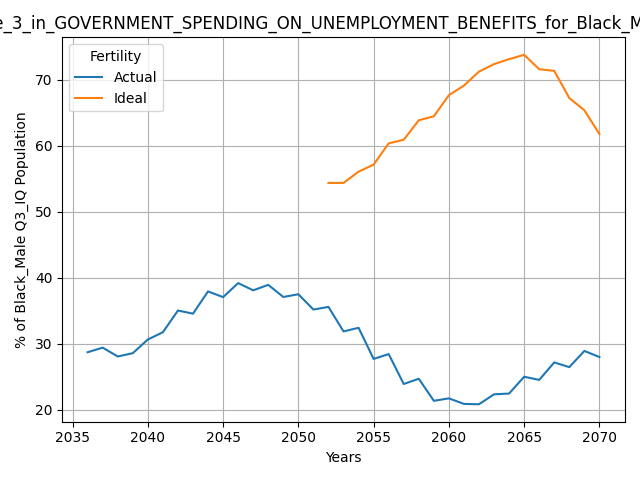 e_3_in_GOVERNMENT_SPENDING_ON_UNEMPLOYMENT_BENEFITS_for_Black_M
Fertility
Actual
Ideal
% of Black_Male Q3_IQ Population
70
60
50
40
30
20
2035 2040 2045 2050 2055 2060 2065 2070
Years